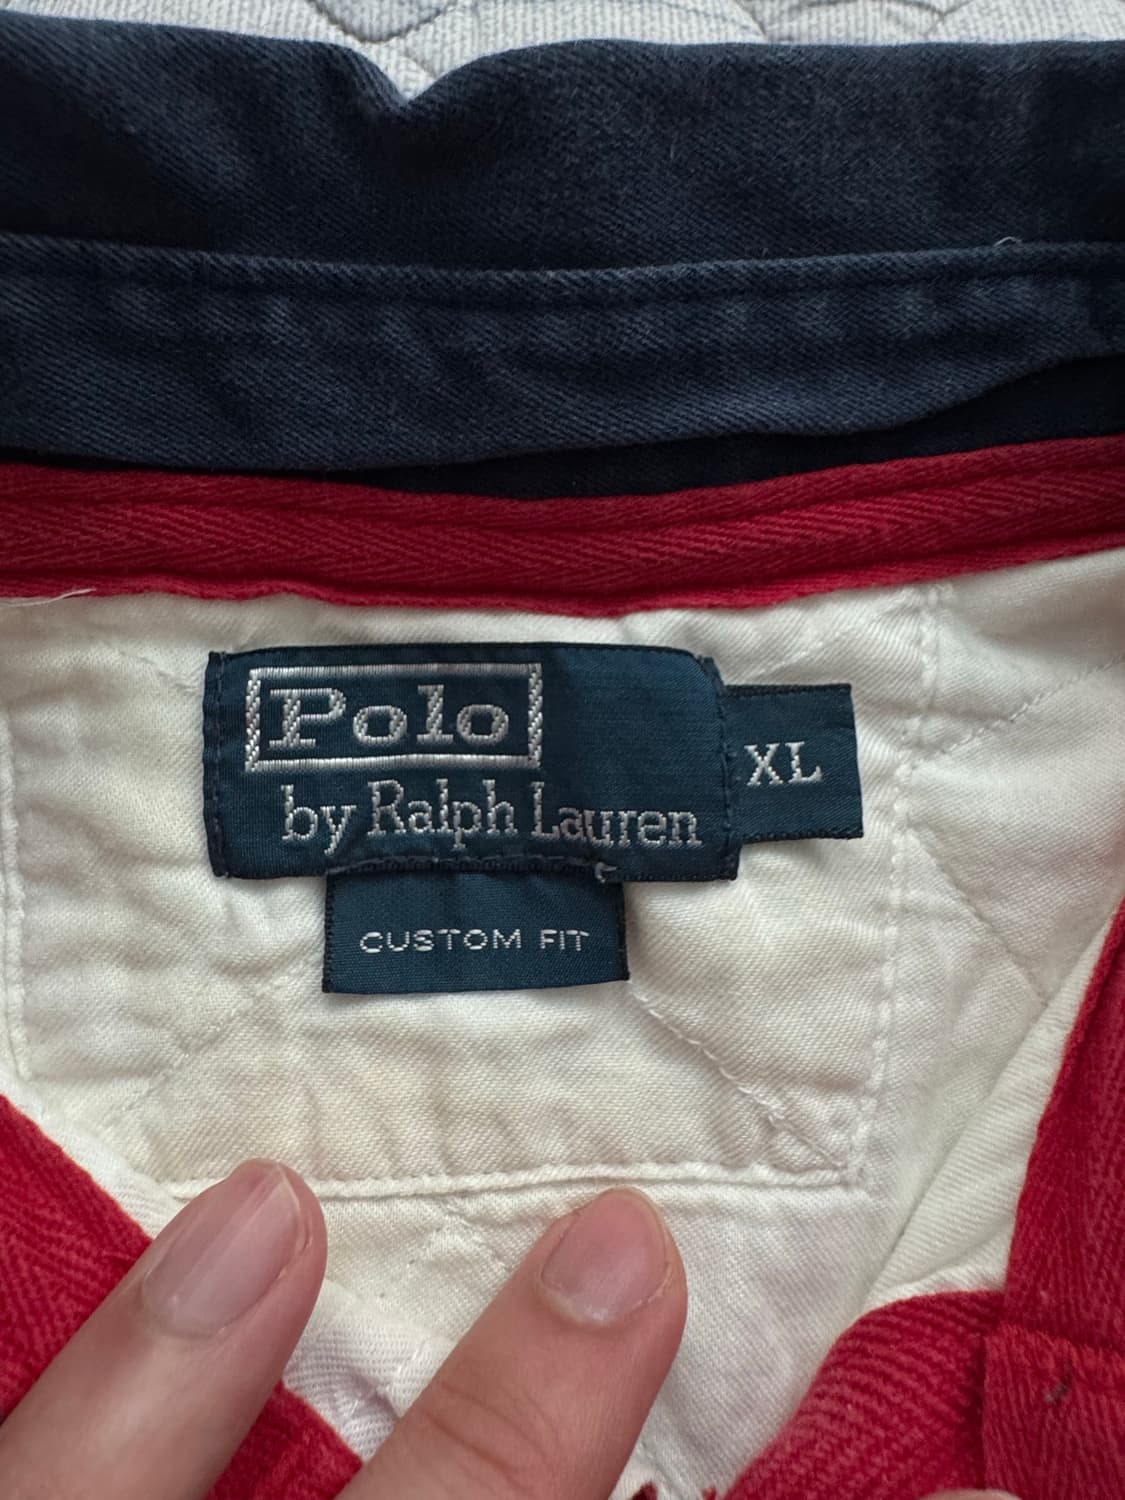 Polo
by Ralph Lauren
XL
CUSTOM FIT